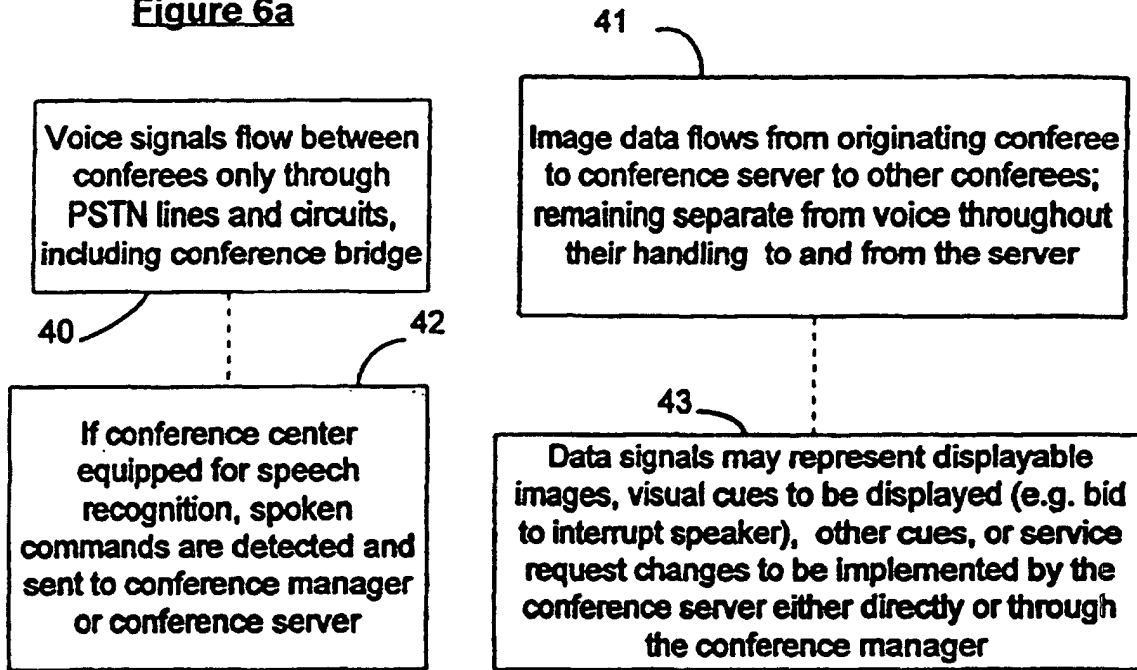 Figure 6a
41
Voice signals flow between
conferees only through
PSTN lines and circuits,
including conference bridge
Image data flows from originating conferee
to conference server to other conferees;
remaining separate from voice throughout
their handling to and from the server
40
42
43
If conference center
equipped for speech
recognition, spoken
commands are detected and
sent to conference manager
or conference server
Data signals may represent displayable
images, visual cues to be displayed (e.g. bid
to interrupt speaker), other cues, or service
request changes to be implemented by the
conference server either directly or through
the conference manager